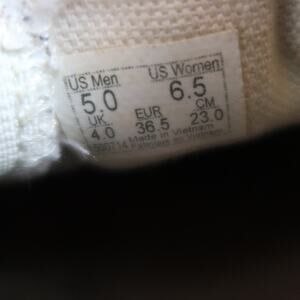 US Men US Women
5.0 6.5
UK. EUR CM
4.0 36.5 23.0
Made in Vietnam